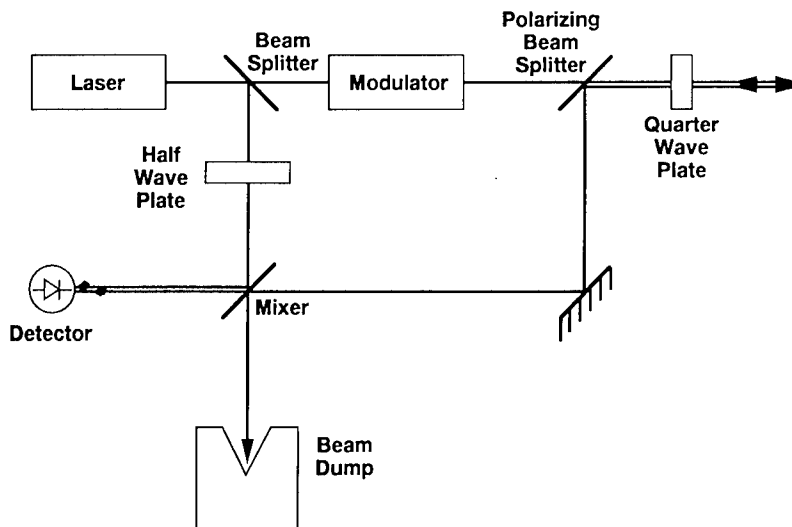 Laser
Beam
Splitter
Modulator
Polarizing
Beam
Splitter
Quarter
Wave
Plate
Half
Wave
Plate
Detector
Mixer
Beam
Dump